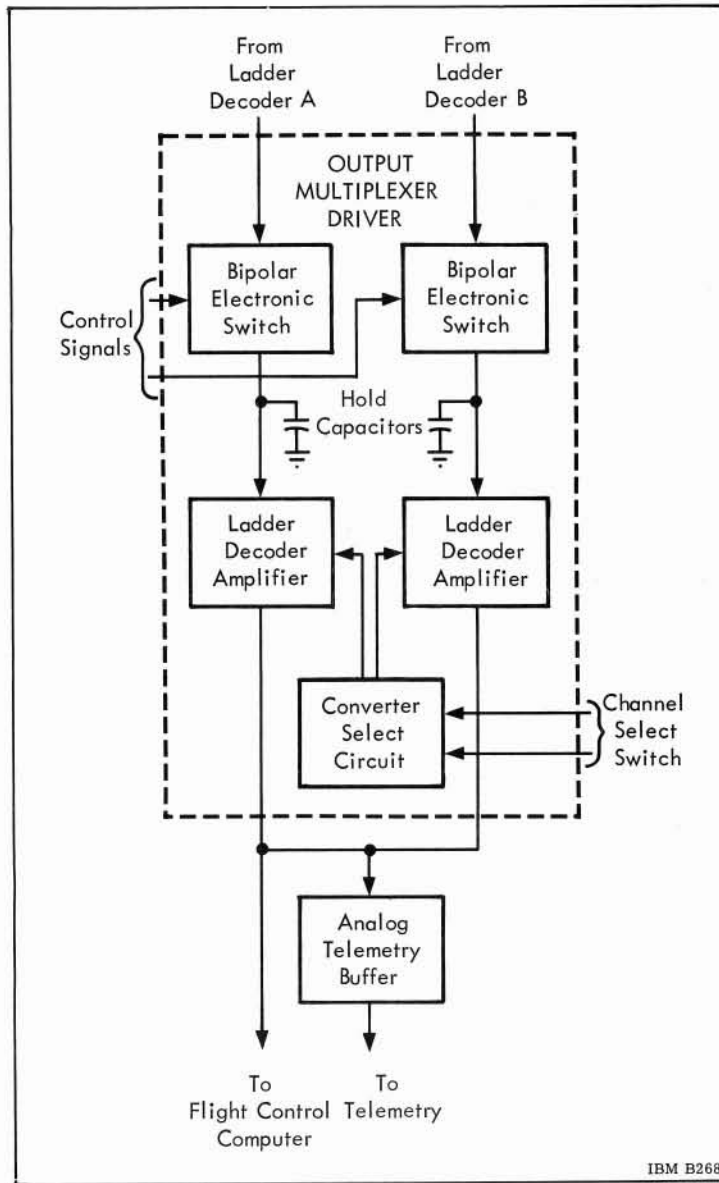 From
Ladder
Decoder A
From
Ladder
Decoder B
OUTPUT
MULTIPLEXER
DRIVER
Bipolar
Electronic
Switch
Bipolar
Electronic
Switch
Control
Signals
Hold
Capacitors
Ladder
Decoder
Amplifier
Ladder
Decoder
Amplifier
Converter
Select
Circuit
Channel
Select
Switch
Analog
Telemetry
Buffer
To
Flight Control
Computer
To
Telemetry
IBM B268